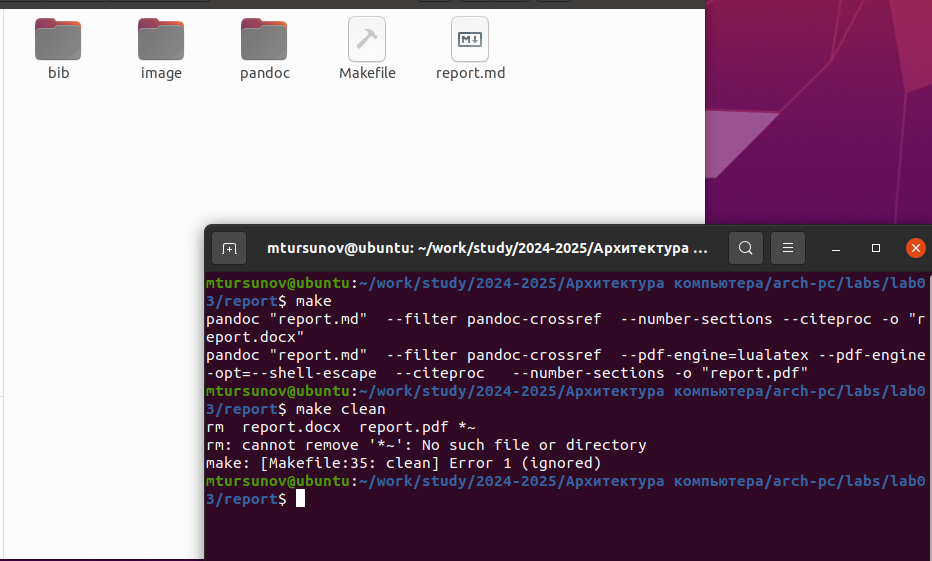 bib
image
pandoc
Makefile
M↓
report.md
mtursunov@ubuntu: ~/work/study/2024-2025/Архитектура ...
mtursunov@ubuntu:~/work/study/2024-2025/Архитектура компьютера/arch-pc/labs/lab0
3/report$ make
pandoc "report.md"  --filter pandoc-crossref  --number-sections --citeproc -o "r
eport.docx"
pandoc "report.md"  --filter pandoc-crossref  --pdf-engine=lualatex --pdf-engine
-opt=--shell-escape  --citeproc   --number-sections -o "report.pdf"
mtursunov@ubuntu:~/work/study/2024-2025/Архитектура компьютера/arch-pc/labs/lab0
3/report$ make clean
rm  report.docx  report.pdf *~
rm: cannot remove '*~': No such file or directory
make: [Makefile:35: clean] Error 1 (ignored)
mtursunov@ubuntu:~/work/study/2024-2025/Архитектура компьютера/arch-pc/labs/lab0
3/report$